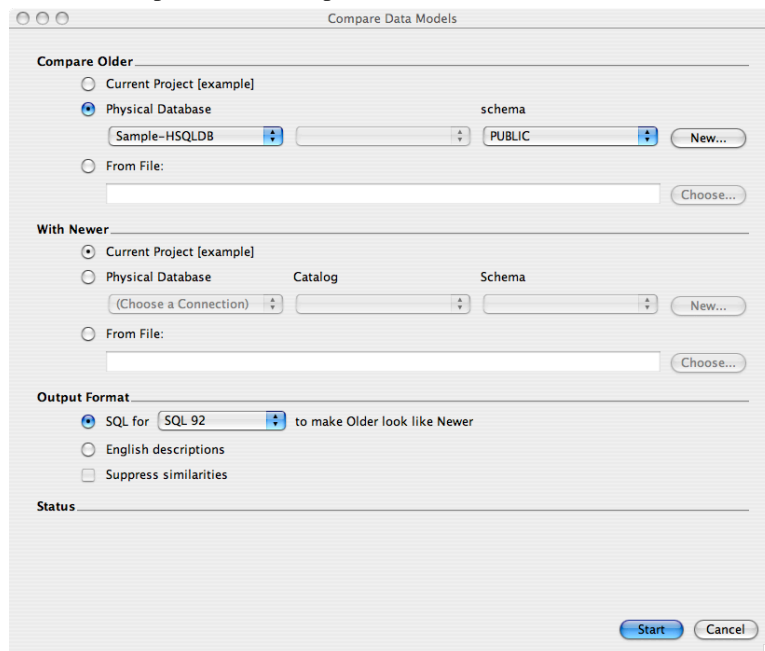 Compare Data Models
Compare Older
Current Project [example]
Physical Database schema
Sample-HSQLDB PUBLIC New...
From File:
Choose...
With Newer
Current Project [example]
Physical Database Catalog Schema
(Choose a Connection) New...
From File:
Choose...
Output Format
SQL for SQL 92 to make Older look like Newer
English descriptions
Suppress similarities
Status
Start Cancel